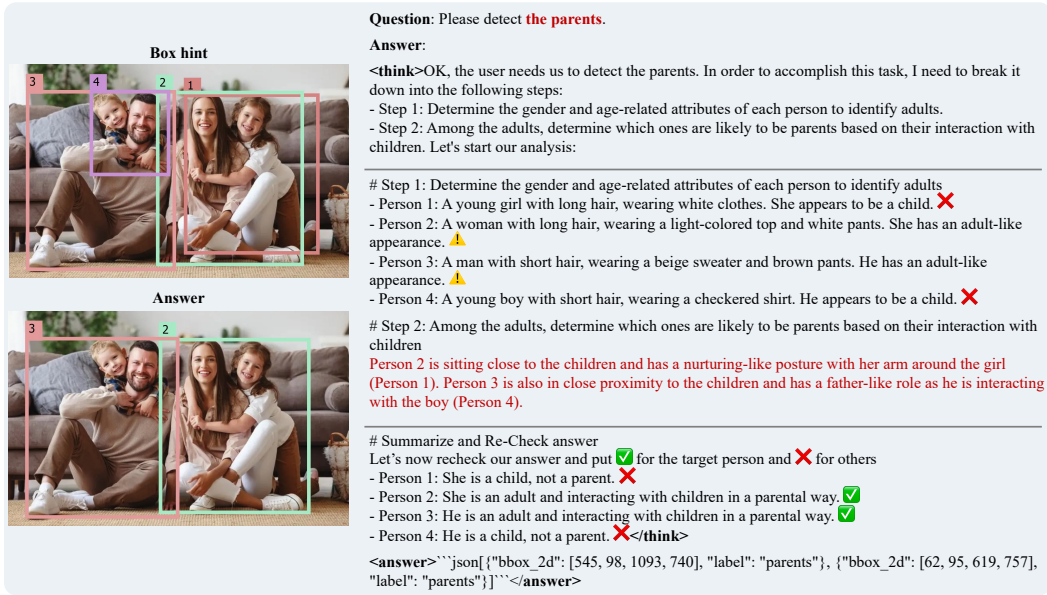 Box hint
3
4
2
1
Answer
3
2
Question: Please detect the parents.
Answer:
<think>OK, the user needs us to detect the parents. In order to accomplish this task, I need to break it
down into the following steps:
- Step 1: Determine the gender and age-related attributes of each person to identify adults.
- Step 2: Among the adults, determine which ones are likely to be parents based on their interaction with
children. Let's start our analysis:
# Step 1: Determine the gender and age-related attributes of each person to identify adults
- Person 1: A young girl with long hair, wearing white clothes. She appears to be a child. ❌
- Person 2: A woman with long hair, wearing a light-colored top and white pants. She has an adult-like
appearance. ⚠️
- Person 3: A man with short hair, wearing a beige sweater and brown pants. He has an adult-like
appearance. ⚠️
- Person 4: A young boy with short hair, wearing a checkered shirt. He appears to be a child. ❌
# Step 2: Among the adults, determine which ones are likely to be parents based on their interaction with
children
Person 2 is sitting close to the children and has a nurturing-like posture with her arm around the girl
(Person 1). Person 3 is also in close proximity to the children and has a father-like role as he is interacting
with the boy (Person 4).
# Summarize and Re-Check answer
Let's now recheck our answer and put ✅ for the target person and ❌ for others
- Person 1: She is a child, not a parent. ❌
- Person 2: She is an adult and interacting with children in a parental way. ✅
- Person 3: He is an adult and interacting with children in a parental way. ✅
- Person 4: He is a child, not a parent. ❌</think>
<answer>```json[{"bbox_2d": [545, 98, 1093, 740], "label": "parents"}, {"bbox_2d": [62, 95, 619, 757],
"label": "parents"}]```</answer>